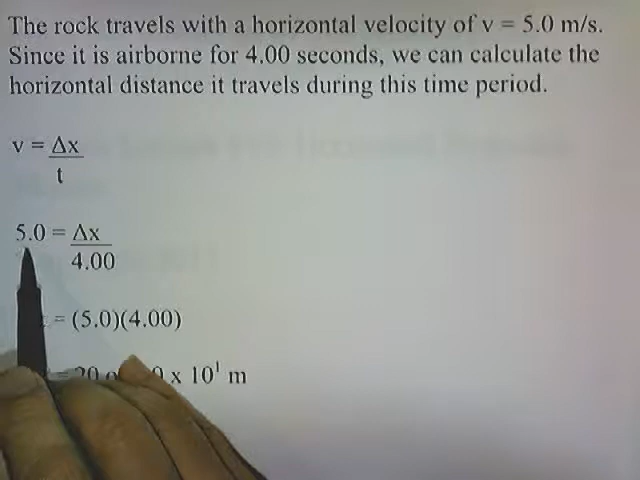 The rock travels with a horizontal velocity of v = 5.0 m/s.
Since it is airborne for 4.00 seconds, we can calculate the
horizontal distance it travels during this time period.
v = Δx
t
5.0 = Δx
4.00
= (5.0)(4.00)
= 20 x 10¹ m